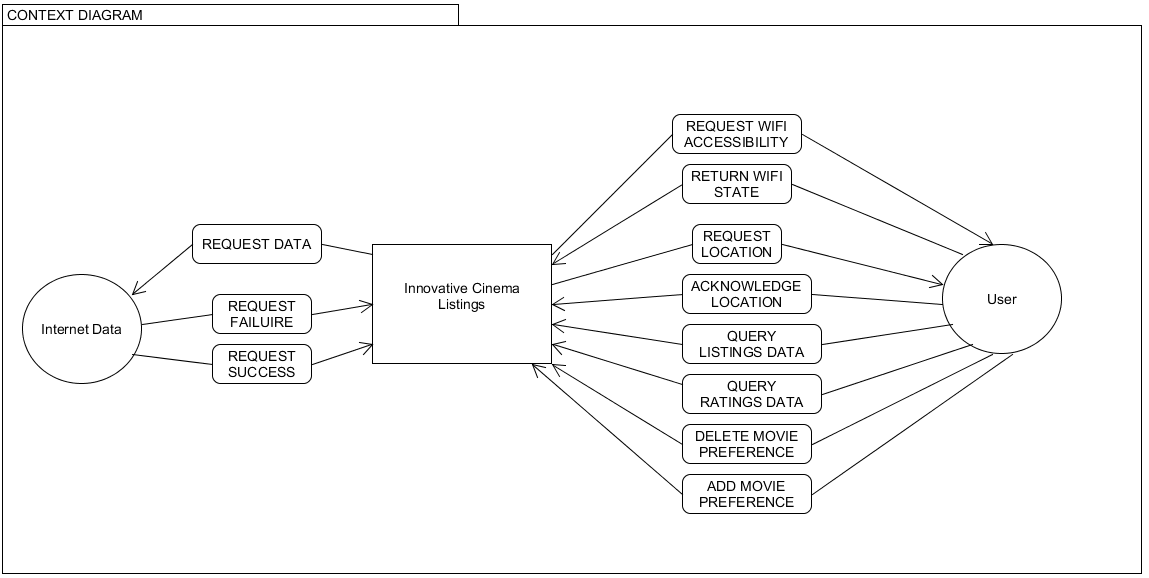 CONTEXT DIAGRAM
REQUEST WIFI
ACCESSIBILITY
RETURN WIFI
STATE
REQUEST DATA
REQUEST
LOCATION
Innovative Cinema
Listings
ACKNOWLEDGE
LOCATION
User
Internet Data
REQUEST
FAILUIRE
QUERY
LISTINGS DATA
REQUEST
SUCCESS
QUERY
RATINGS DATA
DELETE MOVIE
PREFERENCE
ADD MOVIE
PREFERENCE